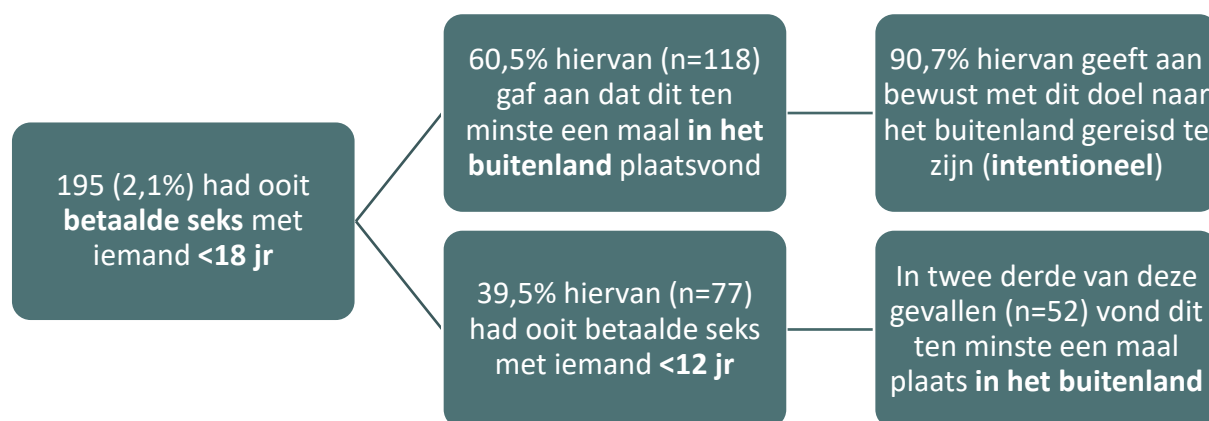 195 (2,1%) had ooit
betaalde seks met
iemand <18 jr
60,5% hiervan (n=118)
gaf aan dat dit ten
minste een maal in het
buitenland plaatsvond
90,7% hiervan geeft aan
bewust met dit doel naar
het buitenland gereisd te
zijn (intentioneel)
39,5% hiervan (n=77)
had ooit betaalde seks
met iemand <12 jr
In twee derde van deze
gevallen (n=52) vond dit
ten minste een maal
plaats in het buitenland